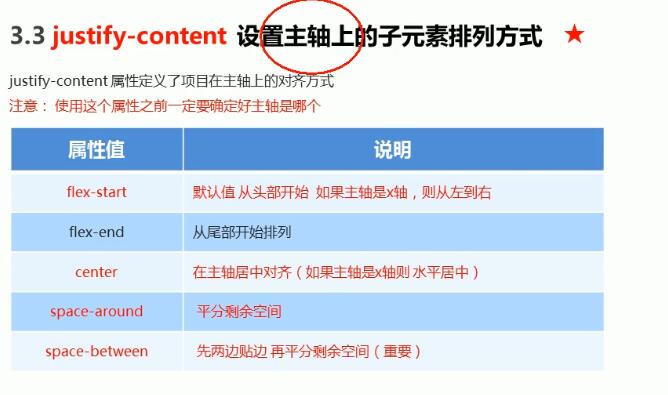 3.3 justify-content 设置主轴上的子元素排列方式 ★
justify-content 属性定义了项目在主轴上的对齐方式
注意： 使用这个属性之前一定要确定好主轴是哪个
属性值 说明
flex-start 默认值 从头部开始 如果主轴是x轴，则从左到右
flex-end 从尾部开始排列
center 在主轴居中对齐（如果主轴是x轴则 水平居中）
space-around 平分剩余空间
space-between 先两边贴边 再平分剩余空间（重要）